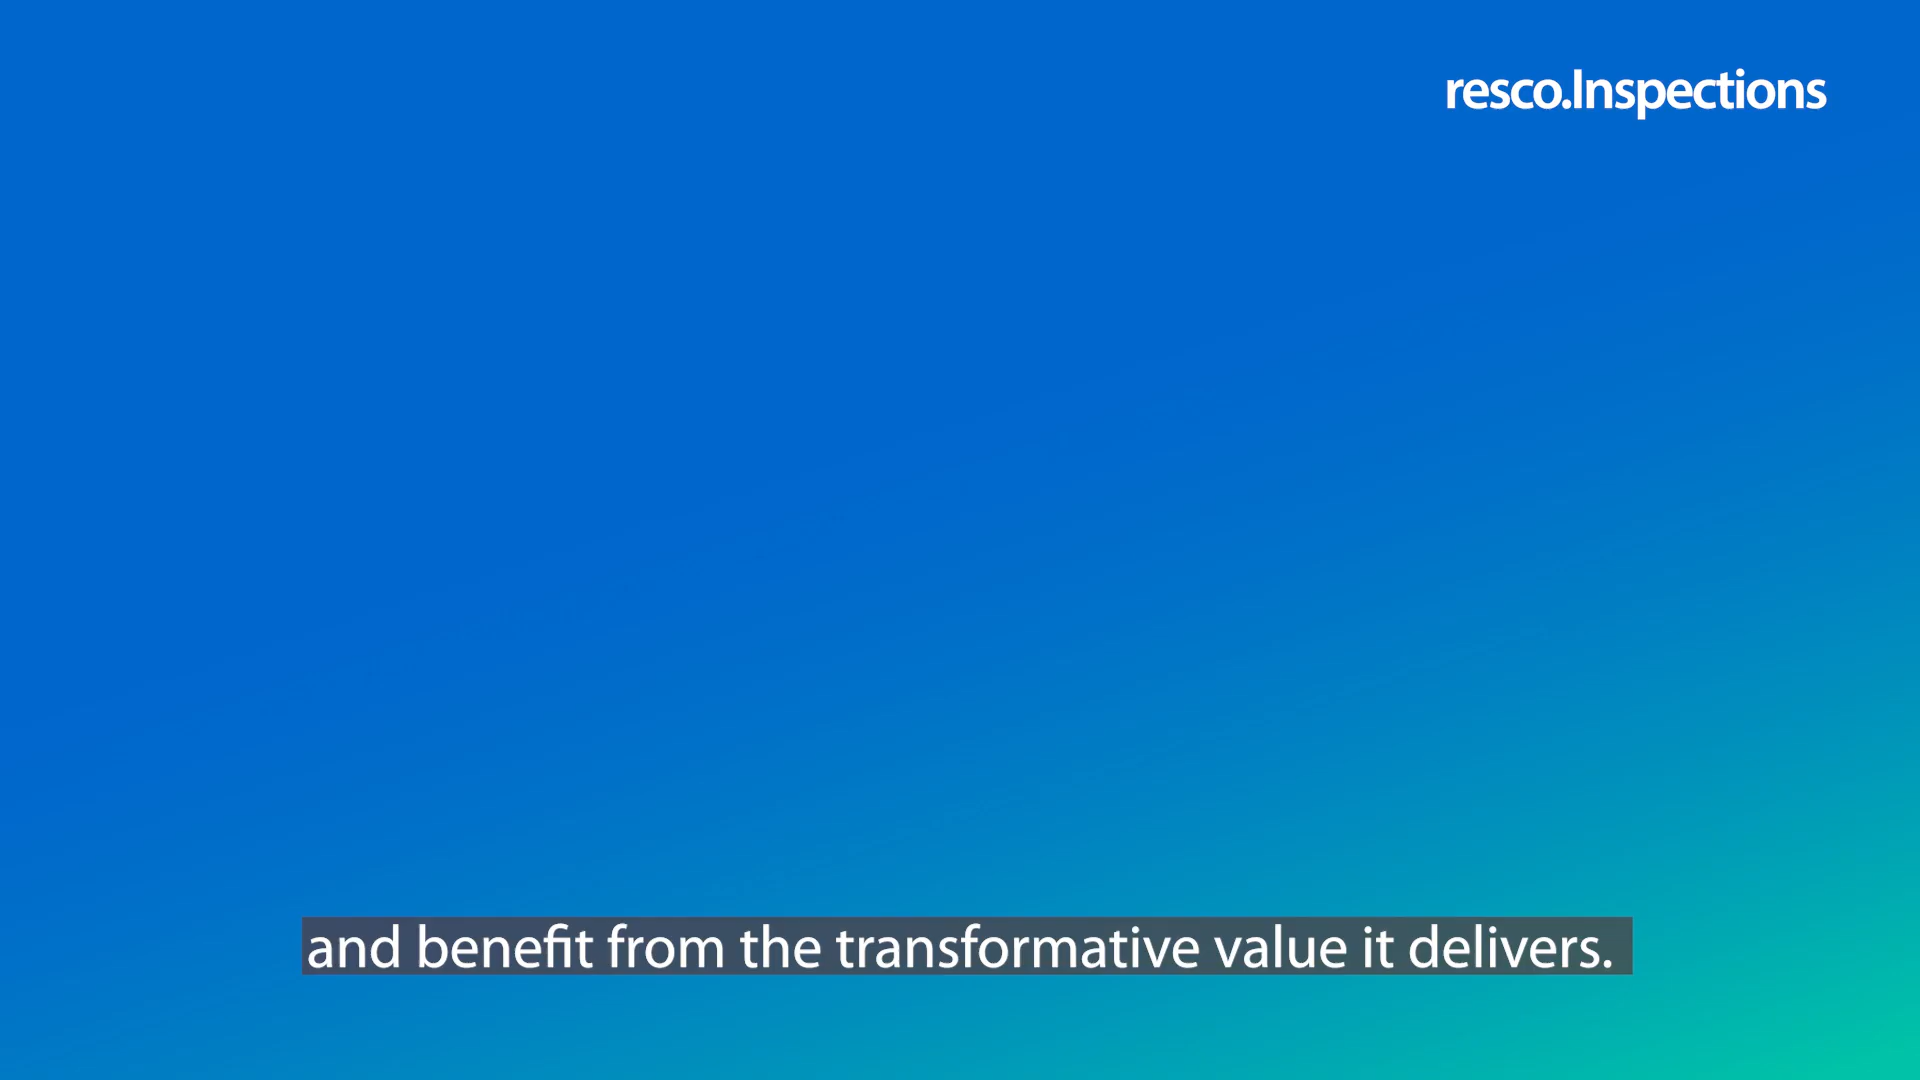 resco.Inspections
and benefit from the transformative value it delivers.